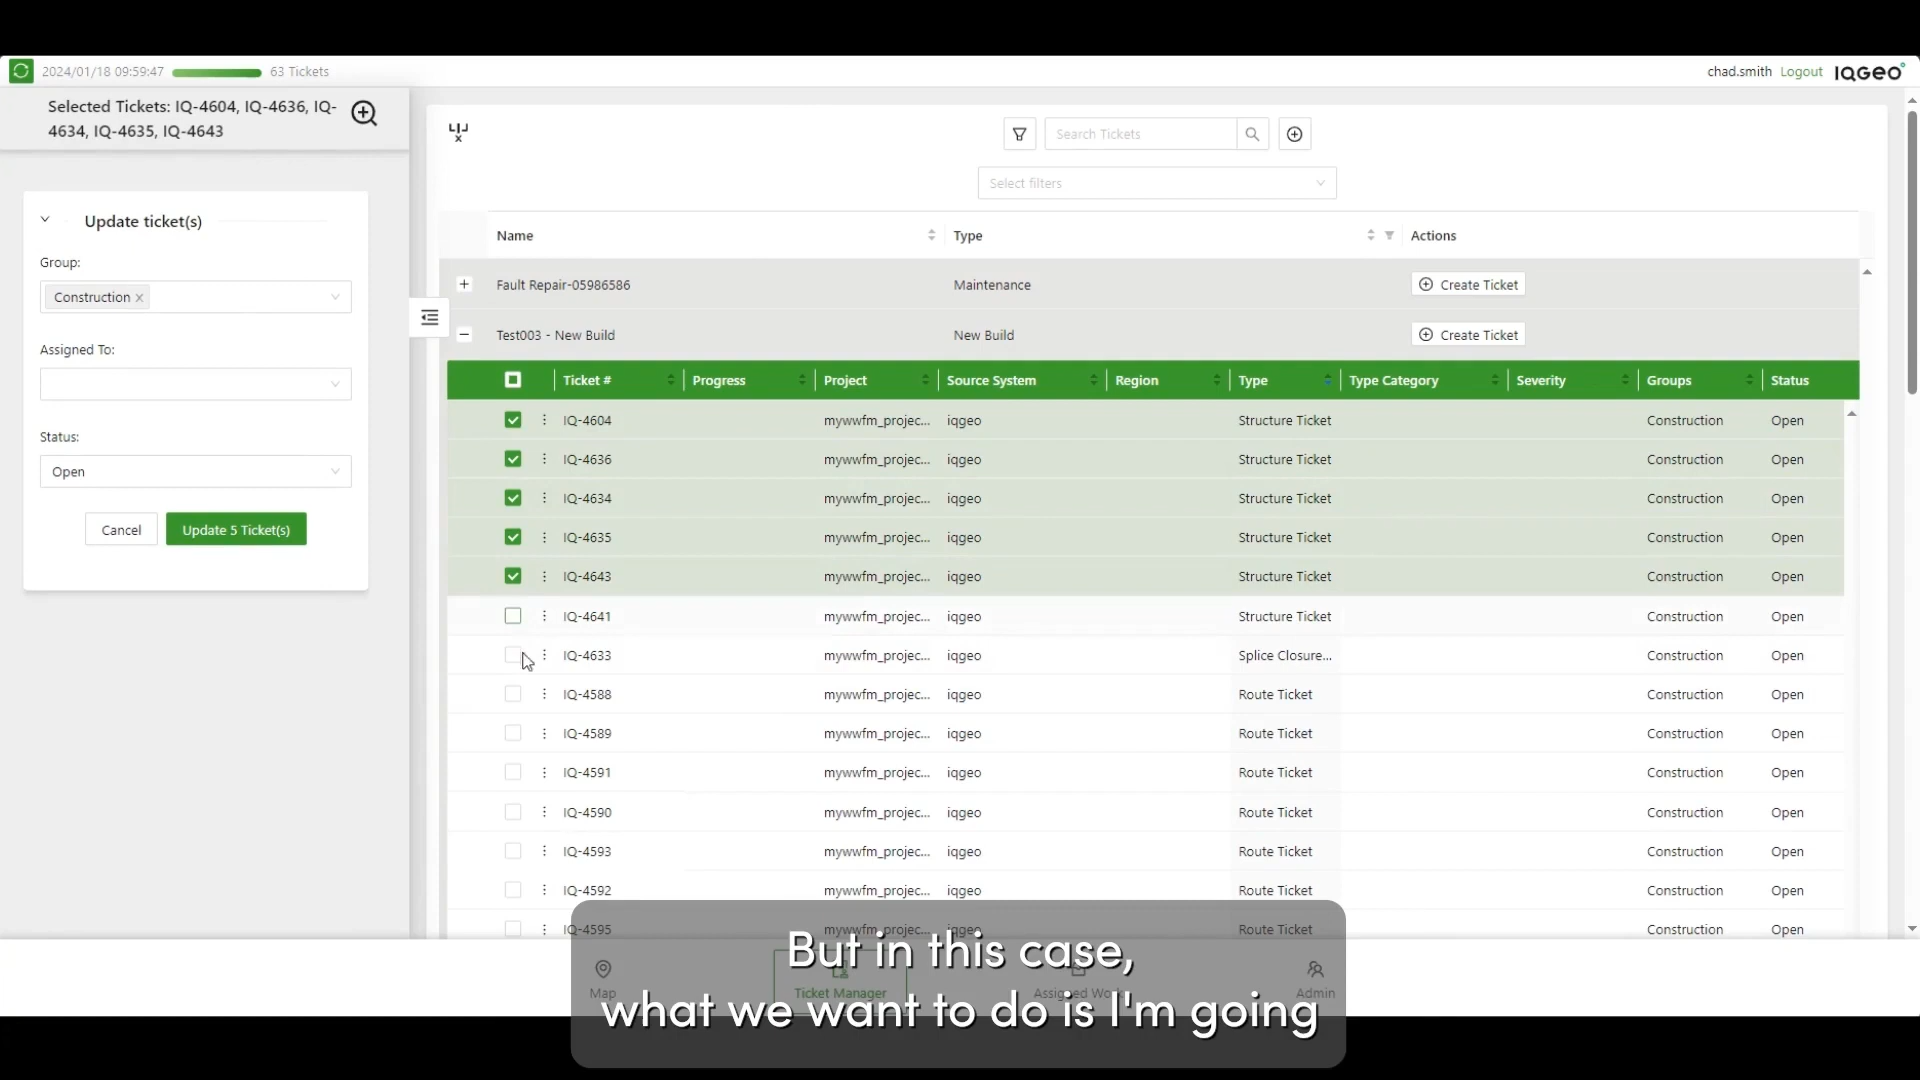 2024/01/18 09:59:47 63 Tickets chad.smith Logout IQGEO
Selected Tickets: IQ-4604, IQ-4636, IQ-
4634, IQ-4635, IQ-4643
Search Tickets
Select filters
Update ticket(s)
Group:
Construction
Assigned To:
Status:
Open
Cancel Update 5 Ticket(s)
Name Type Actions
Fault Repair-05986586 Maintenance Create Ticket
Test003 - New Build New Build Create Ticket
Ticket # Progress Project Source System Region Type Type Category Severity Groups Status
IQ-4604 mywwfm_projec... iqgeo Structure Ticket Construction Open
IQ-4636 mywwfm_projec... iqgeo Structure Ticket Construction Open
IQ-4634 mywwfm_projec... iqgeo Structure Ticket Construction Open
IQ-4635 mywwfm_projec... iqgeo Structure Ticket Construction Open
IQ-4643 mywwfm_projec... iqgeo Structure Ticket Construction Open
IQ-4641 mywwfm_projec... iqgeo Structure Ticket Construction Open
IQ-4633 mywwfm_projec... iqgeo Splice Closure... Construction Open
IQ-4588 mywwfm_projec... iqgeo Route Ticket Construction Open
IQ-4589 mywwfm_projec... iqgeo Route Ticket Construction Open
IQ-4591 mywwfm_projec... iqgeo Route Ticket Construction Open
IQ-4590 mywwfm_projec... iqgeo Route Ticket Construction Open
IQ-4593 mywwfm_projec... iqgeo Route Ticket Construction Open
IQ-4592 mywwfm_projec... iqgeo Route Ticket Construction Open
IQ-4595 mywwfm_projec... iqgeo Route Ticket Construction Open
Map Ticket Manager Assigned Work Admin
But in this case,
what we want to do is I'm going